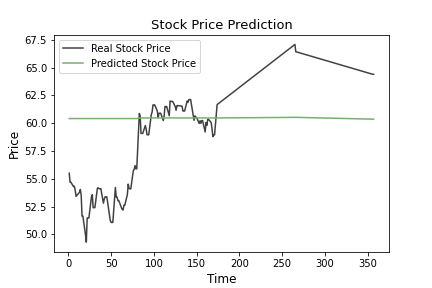 Stock Price Prediction
Real Stock Price
Predicted Stock Price
67.5
65.0
62.5
60.0
57.5
55.0
52.5
50.0
Price
0 50 100 150 200 250 300 350
Time